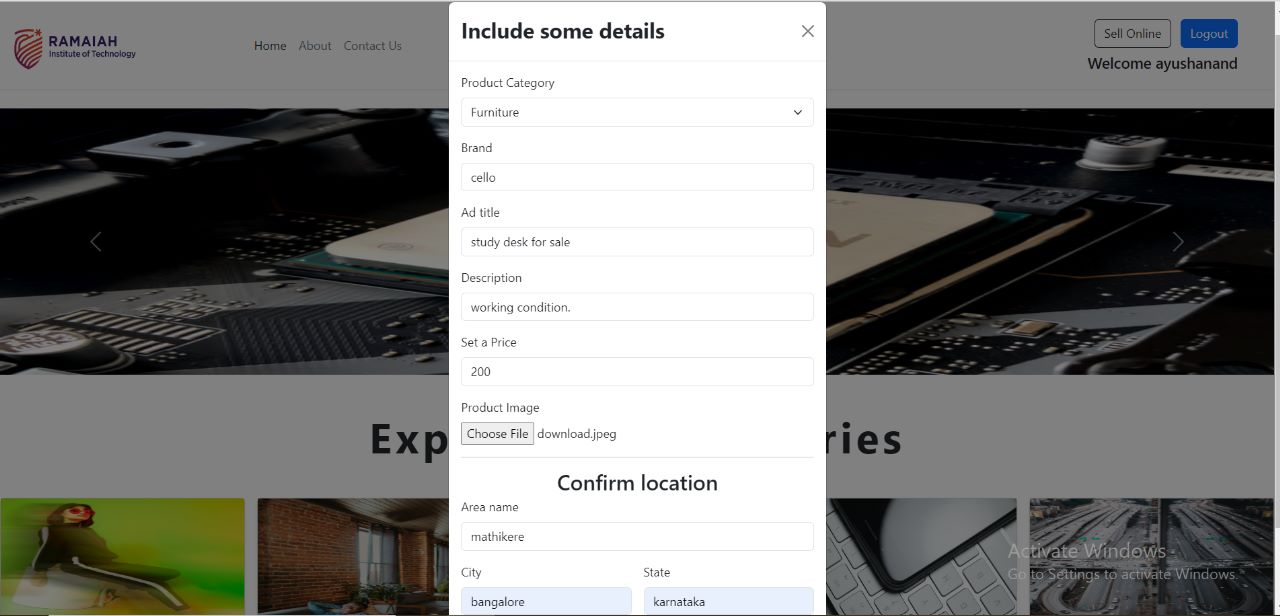 RAMAIAH
Institute of Technology
Home About Contact Us
Sell Online
Logout
Welcome ayushanand
Include some details
Product Category
Furniture
Brand
cello
Ad title
study desk for sale
Description
working condition.
Set a Price
200
Product Image
Choose File download.jpeg
Exp
ries
Confirm location
Area name
mathikere
City State
bangalore karnataka
Activate Windows
Go to Settings to activate Windows.